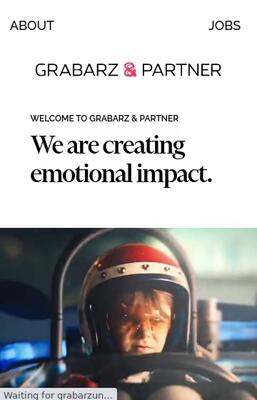 ABOUT JOBS
GRABARZ & PARTNER
WELCOME TO GRABARZ & PARTNER
We are creating
emotional impact.
Waiting for grabarzun...